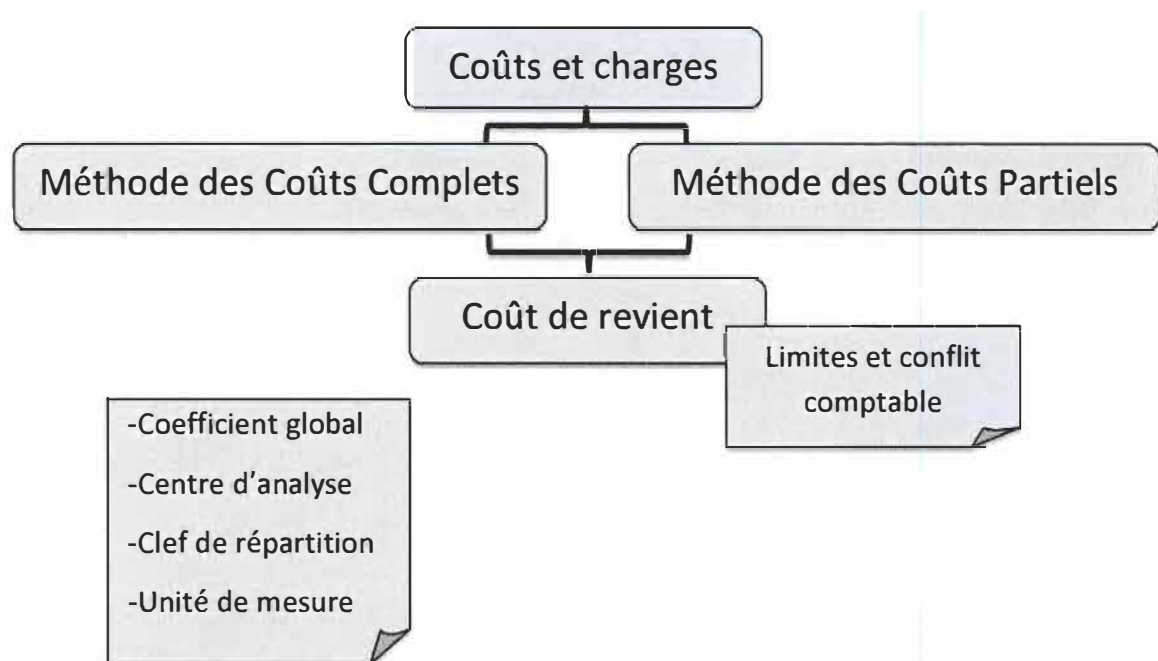 Coûts et charges
Méthode des Coûts Complets
Méthode des Coûts Partiels
Coût de revient
Limites et conflit
comptable
-Coefficient global
-Centre d'analyse
-Clef de répartition
-Unité de mesure